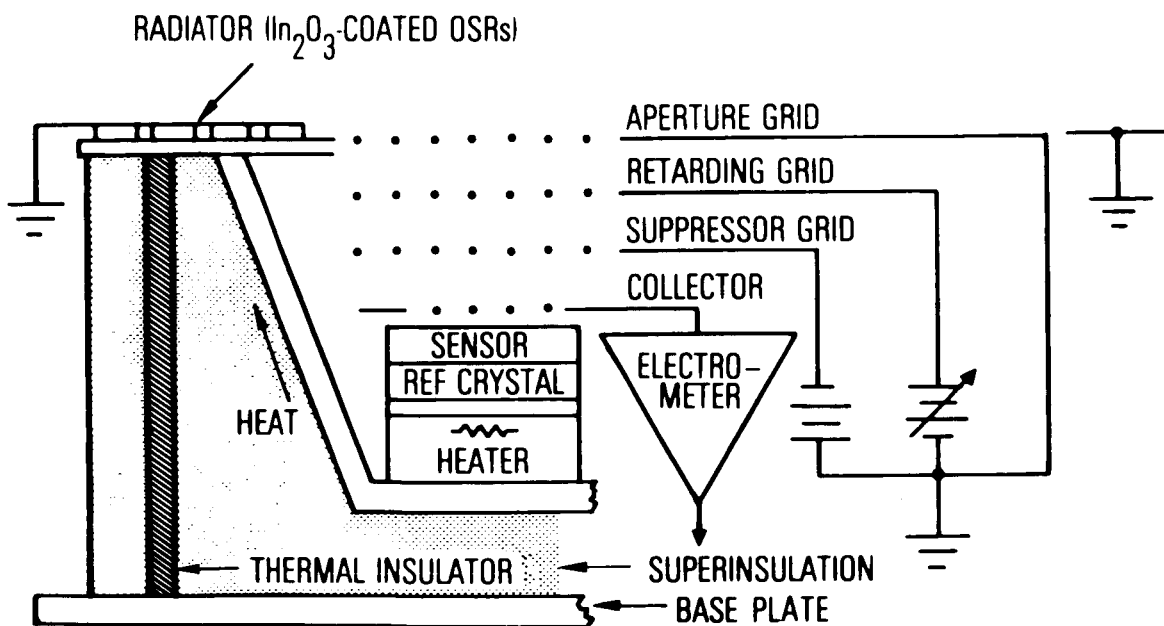 RADIATOR (In₂O₃-COATED OSRs)
APERTURE GRID
RETARDING GRID
SUPPRESSOR GRID
COLLECTOR
SENSOR
REF CRYSTAL
HEATER
ELECTRO-
METER
HEAT
THERMAL INSULATOR
SUPERINSULATION
BASE PLATE